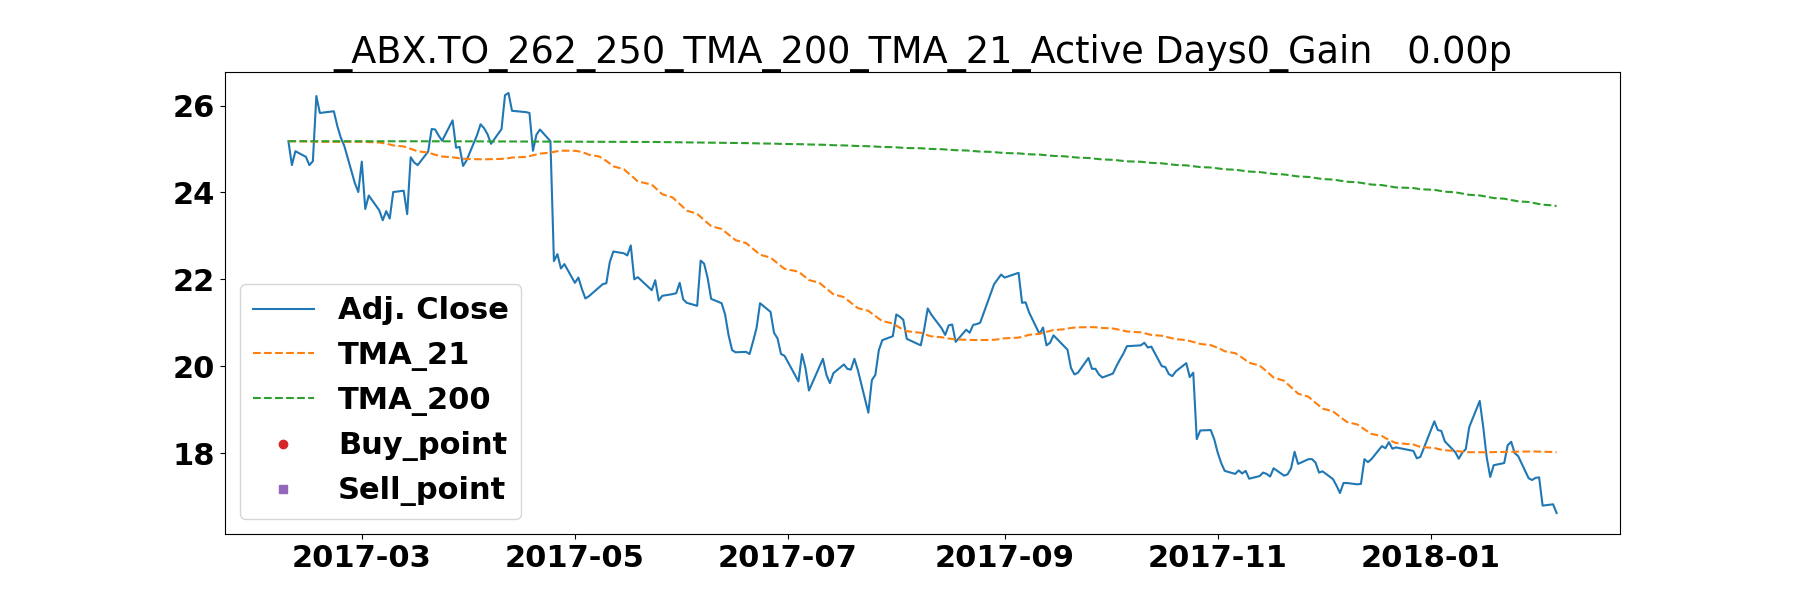 _ABX.TO_262_250_TMA_200_TMA_21_Active Days0_Gain   0.00p
26
24
22
20
18
Adj. Close
TMA_21
TMA_200
Buy_point
Sell_point
2017-03 2017-05 2017-07 2017-09 2017-11 2018-01